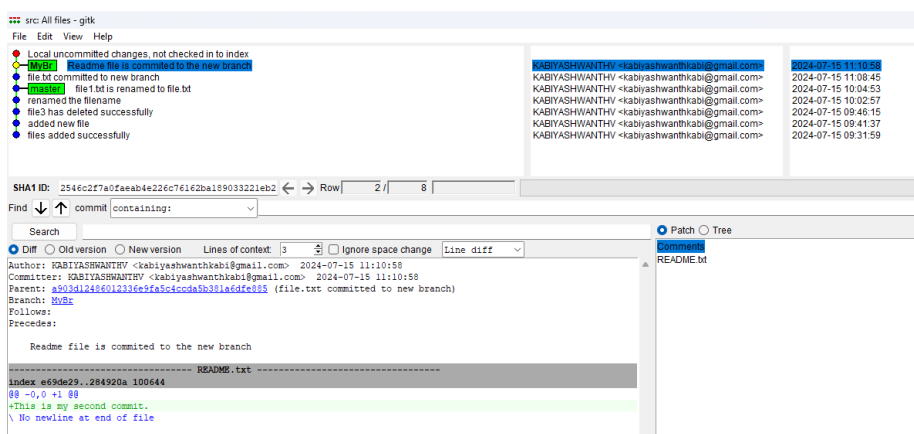 src: All files - gitk
File Edit View Help
Local uncommitted changes, not checked in to index
MyBr Readme file is commited to the new branch KABIYASHWANTHV <kabiyashwanthkabi@gmail.com> 2024-07-15 11:10:58
file.txt committed to new branch KABIYASHWANTHV <kabiyashwanthkabi@gmail.com> 2024-07-15 11:08:45
master file1.txt is renamed to file.txt KABIYASHWANTHV <kabiyashwanthkabi@gmail.com> 2024-07-15 10:04:53
renamed the filename KABIYASHWANTHV <kabiyashwanthkabi@gmail.com> 2024-07-15 10:02:57
file3 has deleted successfully KABIYASHWANTHV <kabiyashwanthkabi@gmail.com> 2024-07-15 09:46:15
added new file KABIYASHWANTHV <kabiyashwanthkabi@gmail.com> 2024-07-15 09:41:37
files added successfully KABIYASHWANTHV <kabiyashwanthkabi@gmail.com> 2024-07-15 09:31:59
SHA1 ID: 2546c2f7a0faeab4e226c76162ba189033221eb2 Row 2 / 8
Find commit containing:
Search
Patch Tree
Diff Old version New version Lines of context: 3 Ignore space change Line diff
Comments
README.txt
Author: KABIYASHWANTHV <kabiyashwanthkabi@gmail.com> 2024-07-15 11:10:58
Committer: KABIYASHWANTHV <kabiyashwanthkabi@gmail.com> 2024-07-15 11:10:58
Parent: a903d12486012336e9fa5c4ccda5b381a6dfe885 (file.txt committed to new branch)
Branch: MyBr
Follows:
Precedes:
Readme file is commited to the new branch
---------------------------------- README.txt ----------------------------------
index e69de29..284920a 100644
@@ -0,0 +1 @@
+This is my second commit.
\ No newline at end of file